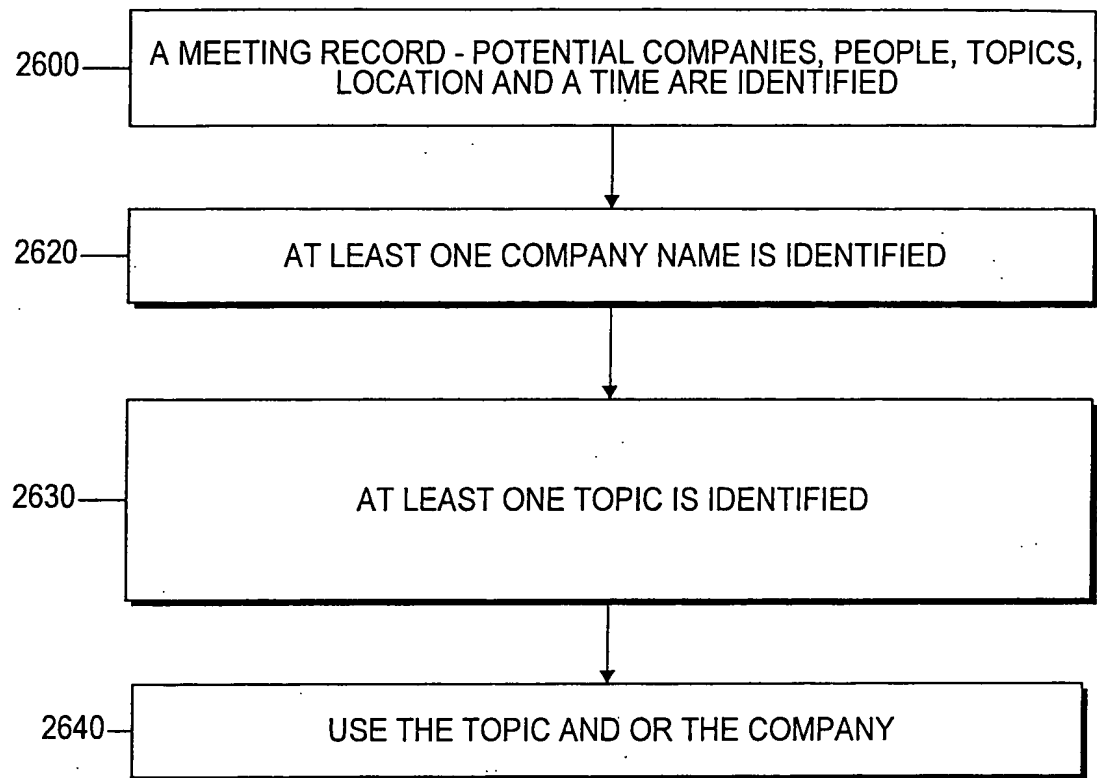 2600
A MEETING RECORD - POTENTIAL COMPANIES, PEOPLE, TOPICS,
LOCATION AND A TIME ARE IDENTIFIED
2620
AT LEAST ONE COMPANY NAME IS IDENTIFIED
2630
AT LEAST ONE TOPIC IS IDENTIFIED
2640
USE THE TOPIC AND OR THE COMPANY